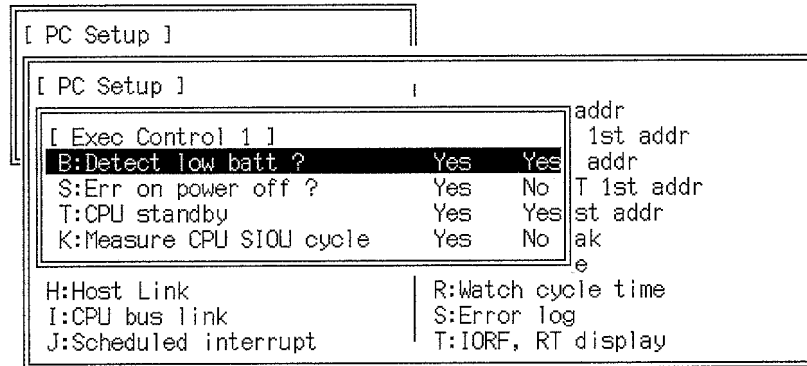 [ PC Setup ]
[ PC Setup ]
addr
[ Exec Control 1 ] 1st addr
B:Detect low batt ? Yes Yes addr
S:Err on power off ? Yes No T 1st addr
T:CPU standby Yes Yes st addr
K:Measure CPU SIOU cycle Yes No ak
e
H:Host Link R:Watch cycle time
I:CPU bus link S:Error log
J:Scheduled interrupt T:IORF, RT display